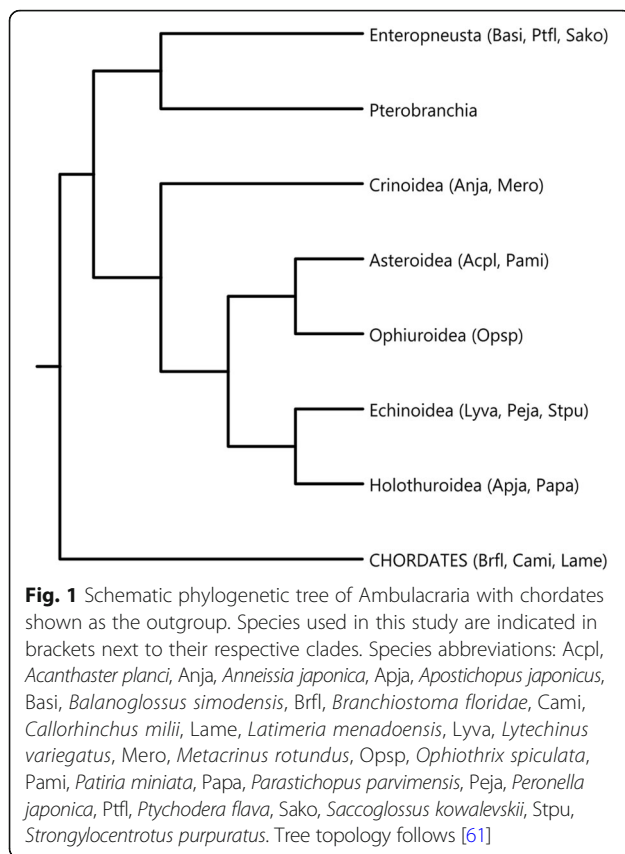 Enteropneusta (Basi, Ptfl, Sako)
Pterobranchia
Crinoidea (Anja, Mero)
Asteroidea (Acpl, Pami)
Ophiuroidea (Opsp)
Echinoidea (Lyva, Peja, Stpu)
Holothuroidea (Apja, Papa)
CHORDATES (Brfl, Cami, Lame)
Fig. 1 Schematic phylogenetic tree of Ambulacraria with chordates
shown as the outgroup. Species used in this study are indicated in
brackets next to their respective clades. Species abbreviations: Acpl,
Acanthaster planci, Anja, Anneissia japonica, Apja, Apostichopus japonicus,
Basi, Balanoglossus simodensis, Brfl, Branchiostoma floridae, Cami,
Callorhinchus milii, Lame, Latimeria menadoensis, Lyva, Lytechinus
variegatus, Mero, Metacrinus rotundus, Opsp, Ophiothrix spiculata,
Pami, Patiria miniata, Papa, Parastichopus parvimensis, Peja, Peronella
japonica, Ptfl, Ptychodera flava, Sako, Saccoglossus kowalevskii, Stpu,
Strongylocentrotus purpuratus. Tree topology follows [61]